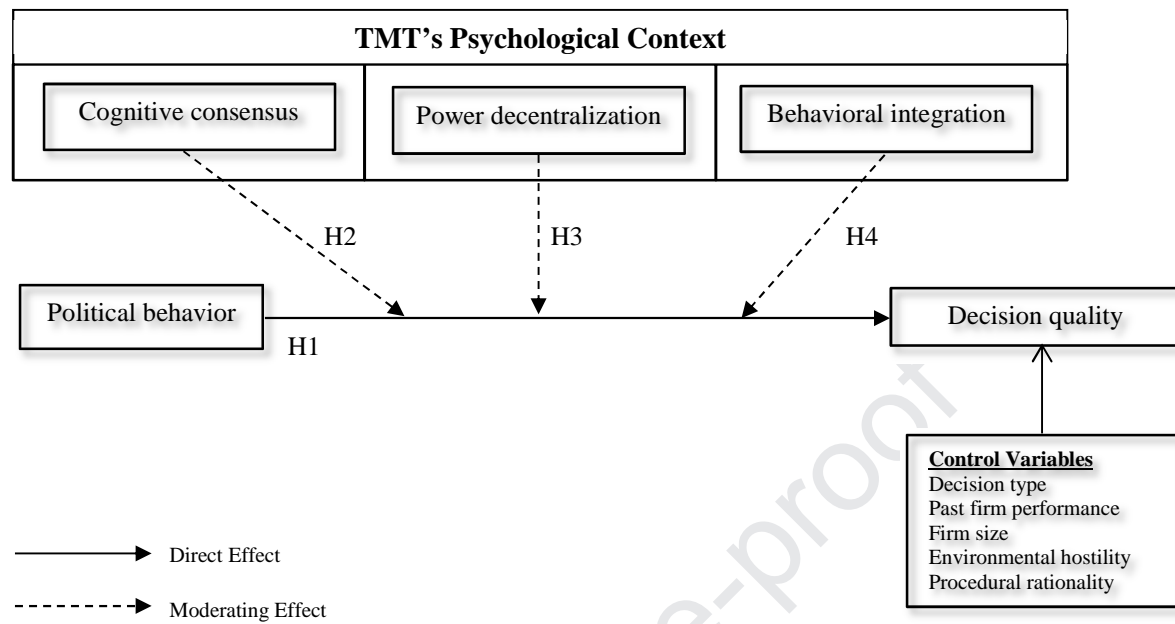 TMT’s Psychological Context
Cognitive consensus
Power decentralization
Behavioral integration
H2
H3
H4
Political behavior
Decision quality
H1
Control Variables
Decision type
Past firm performance
Firm size
Environmental hostility
Procedural rationality
Direct Effect
Moderating Effect
e-proof